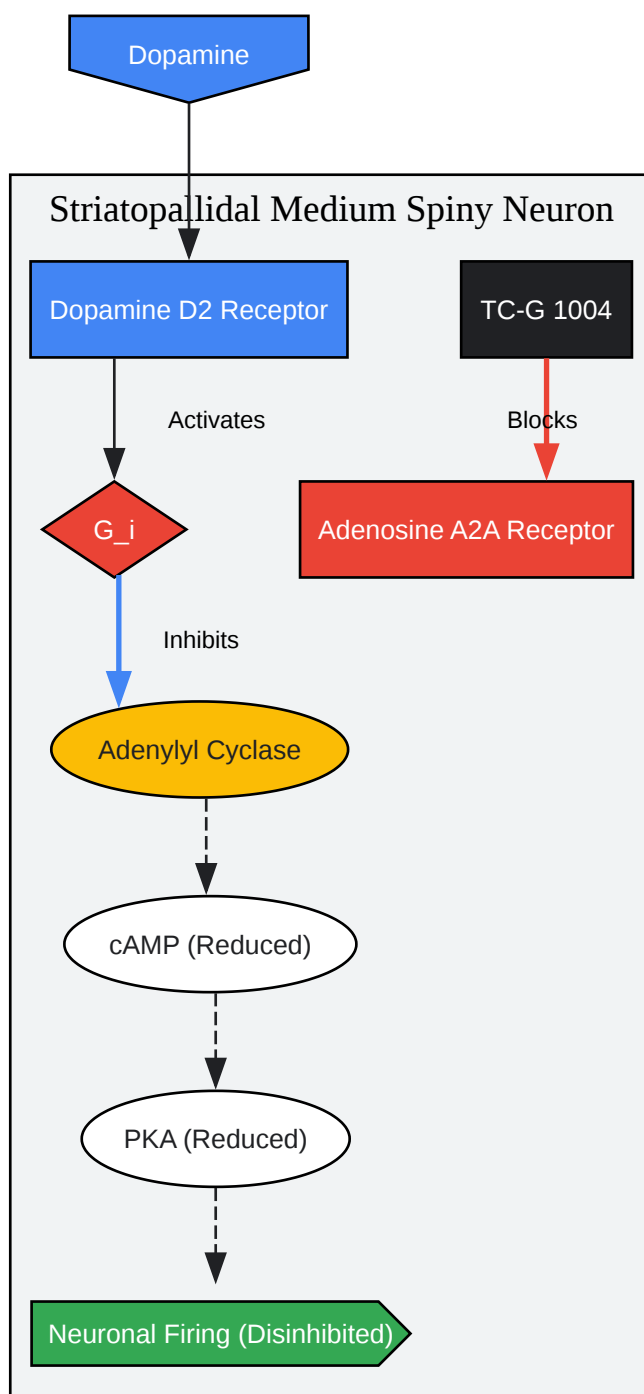 Dopamine
Striatopallidal Medium Spiny Neuron
Dopamine D2 Receptor
TC-G 1004
Activates
Blocks
G_i
Adenosine A2A Receptor
Inhibits
Adenylyl Cyclase
cAMP (Reduced)
PKA (Reduced)
Neuronal Firing (Disinhibited)